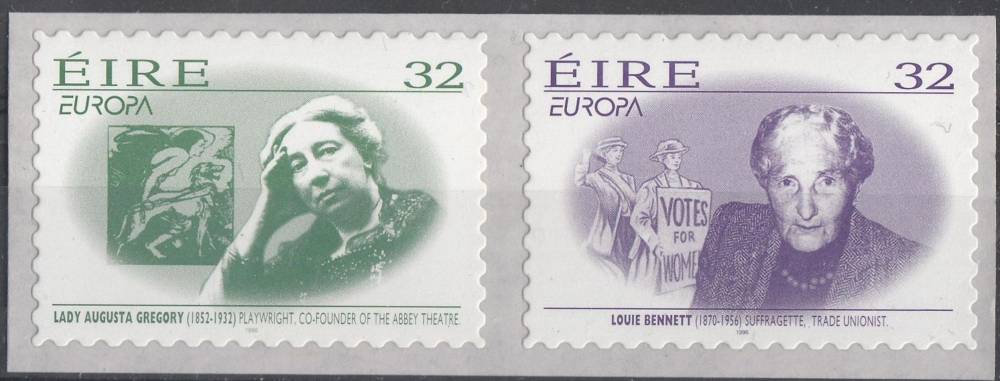 ÉIRE 32
EUROPA
LADY AUGUSTA GREGORY (1852-1932) PLAYWRIGHT, CO-FOUNDER OF THE ABBEY THEATRE.
1996
ÉIRE 32
EUROPA
VOTES
FOR
WOME
LOUIE BENNETT (1870-1956) SUFFRAGETTE, , TRADE UNIONIST.
1996